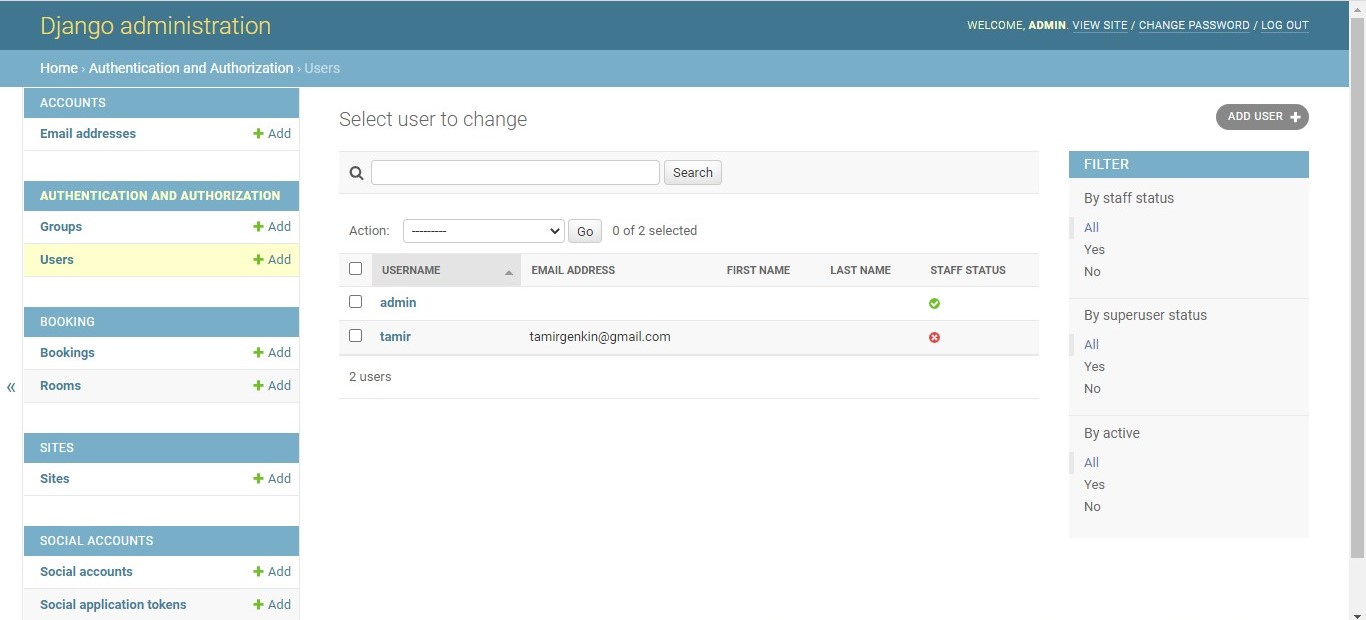 Django administration
WELCOME, ADMIN. VIEW SITE / CHANGE PASSWORD / LOG OUT
Home › Authentication and Authorization › Users
«
ACCOUNTS
Email addresses + Add
AUTHENTICATION AND AUTHORIZATION
Groups + Add
Users + Add
BOOKING
Bookings + Add
Rooms + Add
SITES
Sites + Add
SOCIAL ACCOUNTS
Social accounts + Add
Social application tokens + Add
Select user to change
ADD USER +
Search
Action: --------- Go 0 of 2 selected
USERNAME EMAIL ADDRESS FIRST NAME LAST NAME STAFF STATUS
admin
tamir tamirgenkin@gmail.com
2 users
FILTER
By staff status
All
Yes
No
By superuser status
All
Yes
No
By active
All
Yes
No